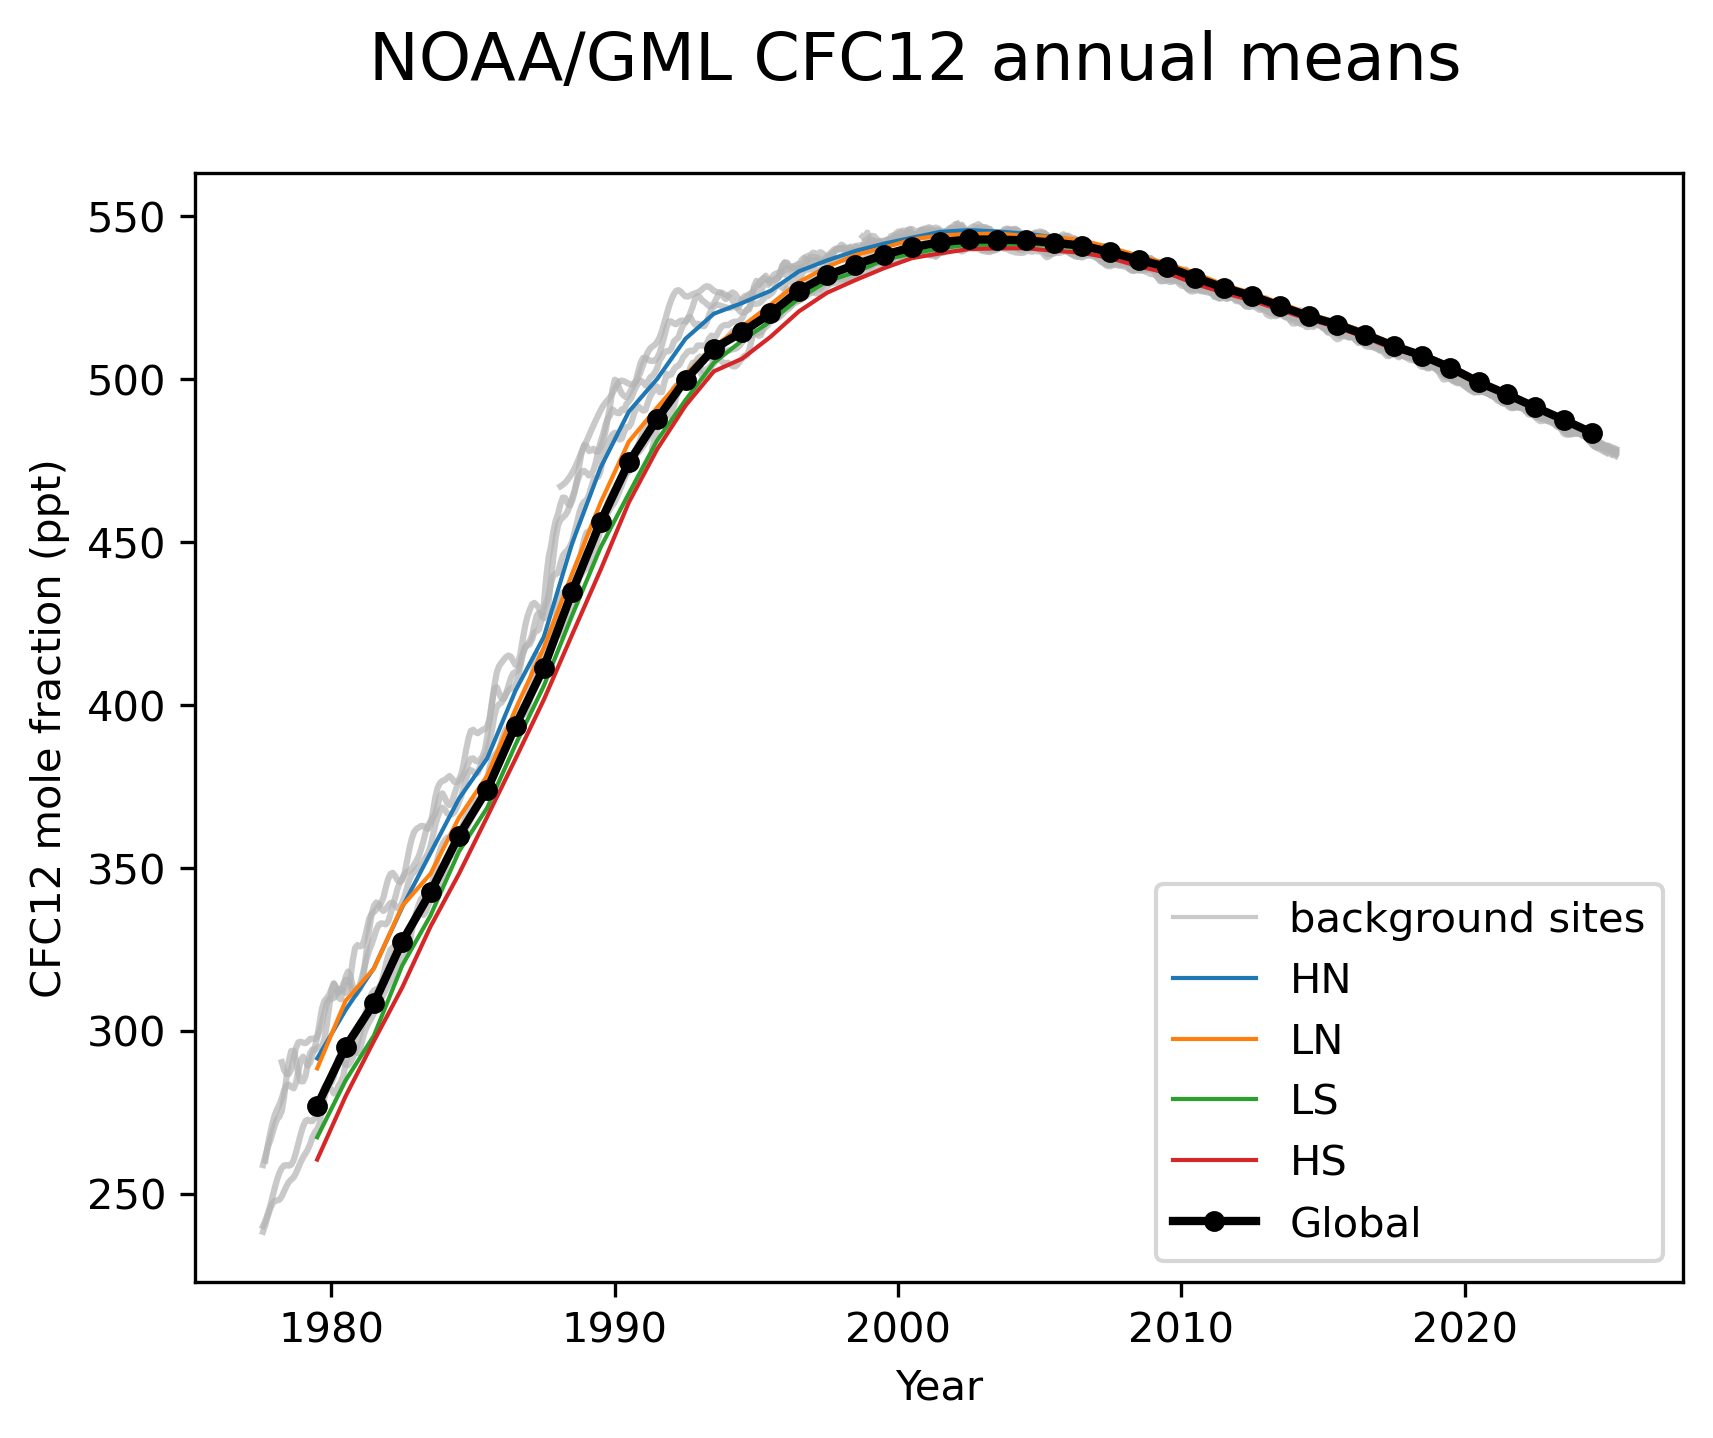 NOAA/GML CFC12 annual means
CFC12 mole fraction (ppt)
550
500
450
400
350
300
250
background sites
HN
LN
LS
HS
Global
1980
1990
2000
2010
2020
Year